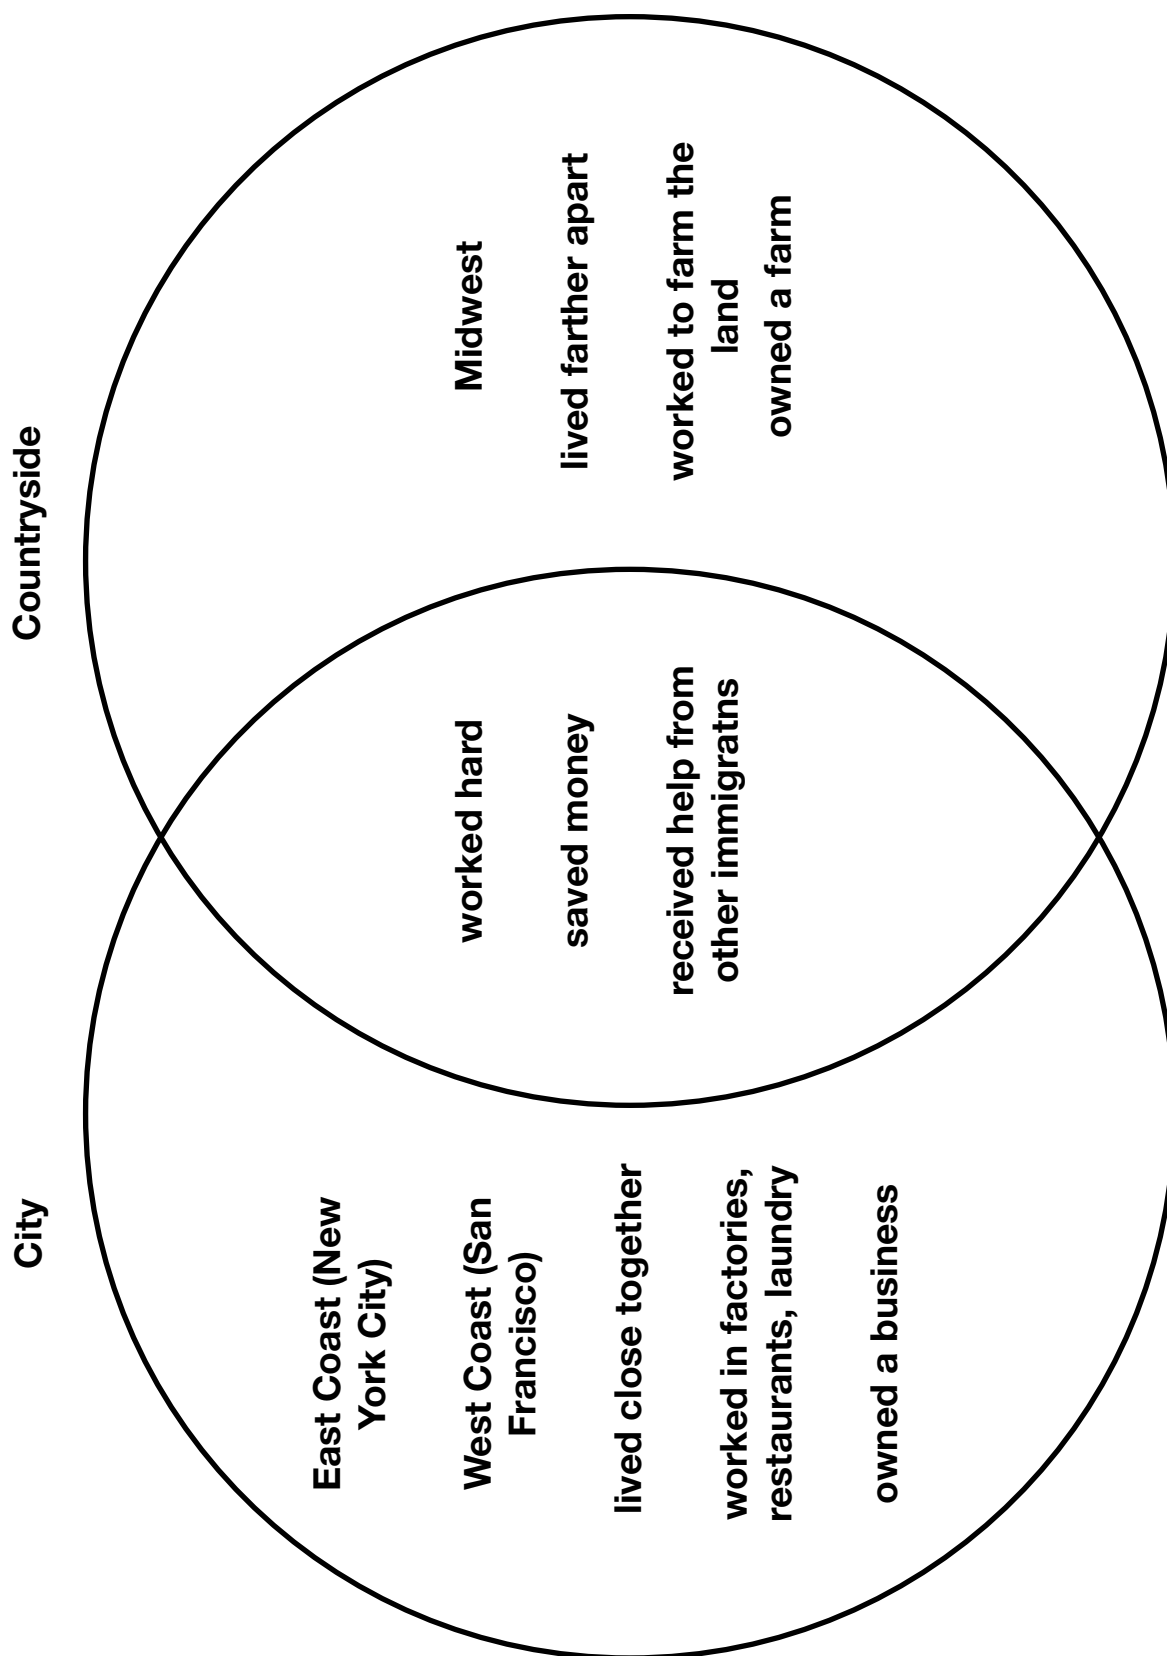 City
Countryside
East Coast (New
York City)
West Coast (San
Francisco)
lived close together
worked in factories,
restaurants, laundry
owned a business
worked hard
saved money
received help from
other immigratns
Midwest
lived farther apart
worked to farm the
land
owned a farm